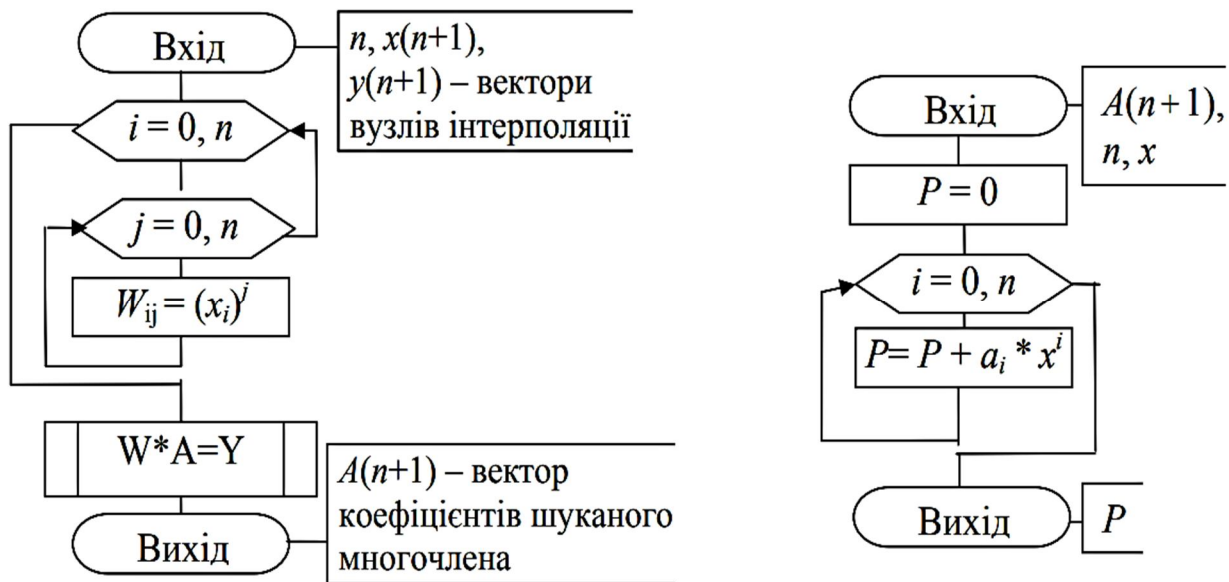 Вхід
n, x(n+1),
y(n+1) – вектори
вузлів інтерполяції
i = 0, n
j = 0, n
W_ij = (x_i)^j
W*A=Y
A(n+1) – вектор
коефіцієнтів шуканого
многочлена
Вихід
Вхід
A(n+1),
n, x
P = 0
i = 0, n
P= P + a_i * x^i
Вихід
P